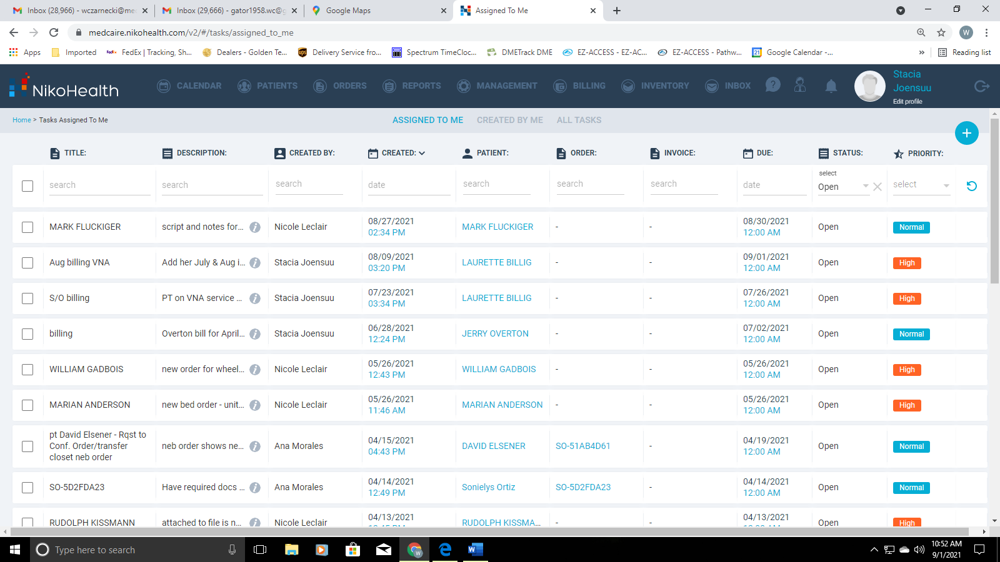 Inbox (28,966) - wczarnecki@me
Inbox (29,666) - gator1958.wc@g
Google Maps
Assigned To Me
medcaire.nikohealth.com/v2/#/tasks/assigned_to_me
W
Apps
Imported
FedEx | Tracking, Sh...
Dealers - Golden Te...
Delivery Service fro...
Spectrum TimeCloc...
DMETrack DME
EZ-ACCESS - EZ-AC...
EZ-ACCESS - Pathw...
Google Calendar -...
»
Reading list
NikoHealth
CALENDAR
PATIENTS
ORDERS
REPORTS
MANAGEMENT
BILLING
INVENTORY
INBOX
Stacia
Joensuu
Edit profile
Home > Tasks Assigned To Me
ASSIGNED TO ME
CREATED BY ME
ALL TASKS
TITLE: DESCRIPTION: CREATED BY: CREATED: PATIENT: ORDER: INVOICE: DUE: STATUS: PRIORITY:
select
search search search date search search search date Open select
MARK FLUCKIGER script and notes for... Nicole Leclair 08/27/2021 MARK FLUCKIGER - - 08/30/2021 Open Normal
02:34 PM 12:00 AM
Aug billing VNA Add her July & Aug i... Stacia Joensuu 08/09/2021 LAURETTE BILLIG - - 09/01/2021 Open High
03:20 PM 12:00 AM
S/O billing PT on VNA service ... Stacia Joensuu 07/23/2021 LAURETTE BILLIG - - 07/26/2021 Open High
03:34 PM 12:00 AM
billing Overton bill for April... Stacia Joensuu 06/28/2021 JERRY OVERTON - - 07/02/2021 Open Normal
12:24 PM 12:00 AM
WILLIAM GADBOIS new order for wheel... Nicole Leclair 05/26/2021 WILLIAM GADBOIS - - 05/26/2021 Open High
12:43 PM 12:00 AM
MARIAN ANDERSON new bed order - unit... Nicole Leclair 05/26/2021 MARIAN ANDERSON - - 05/26/2021 Open High
11:46 AM 12:00 AM
pt David Elsener - Rqst to
Conf. Order/transfer
closet neb order
neb order shows ne... Ana Morales 04/15/2021 DAVID ELSENER SO-51AB4D61 - 04/19/2021 Open Normal
04:43 PM 12:00 AM
SO-5D2FDA23 Have required docs ... Ana Morales 04/14/2021 Sonielys Ortiz SO-5D2FDA23 - 04/14/2021 Open Normal
12:49 PM 12:00 AM
RUDOLPH KISSMANN attached to file is n... Nicole Leclair 04/13/2021 RUDOLPH KISSMA... - - 04/13/2021 Open High
Type here to search
10:52 AM
9/1/2021